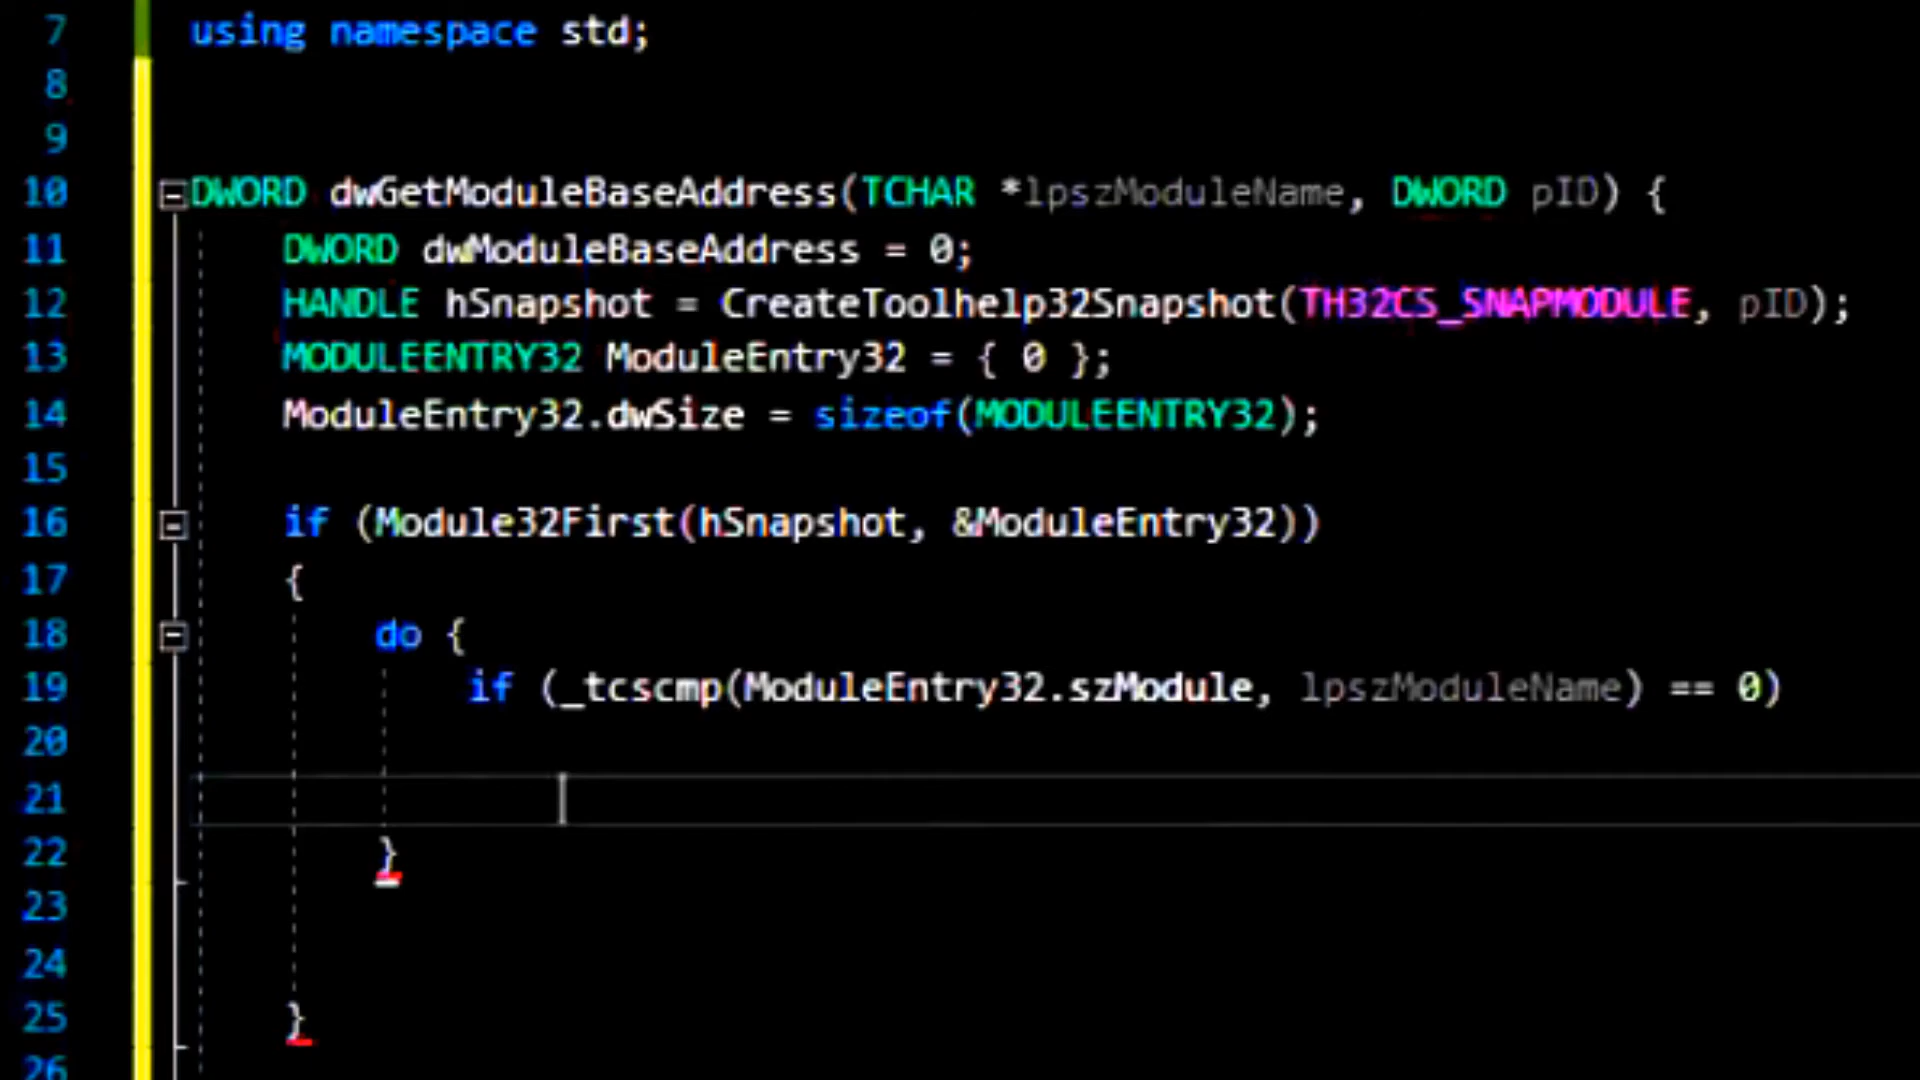 7 using namespace std;
8
9
10 DWORD dwGetModuleBaseAddress(TCHAR *lpszModuleName, DWORD pID) {
11 DWORD dwModuleBaseAddress = 0;
12 HANDLE hSnapshot = CreateToolhelp32Snapshot(TH32CS_SNAPMODULE, pID);
13 MODULEENTRY32 ModuleEntry32 = { 0 };
14 ModuleEntry32.dwSize = sizeof(MODULEENTRY32);
15
16 if (Module32First(hSnapshot, &ModuleEntry32))
17 {
18 do {
19 if (_tcscmp(ModuleEntry32.szModule, lpszModuleName) == 0)
20
21
22 }
23
24
25 }
26